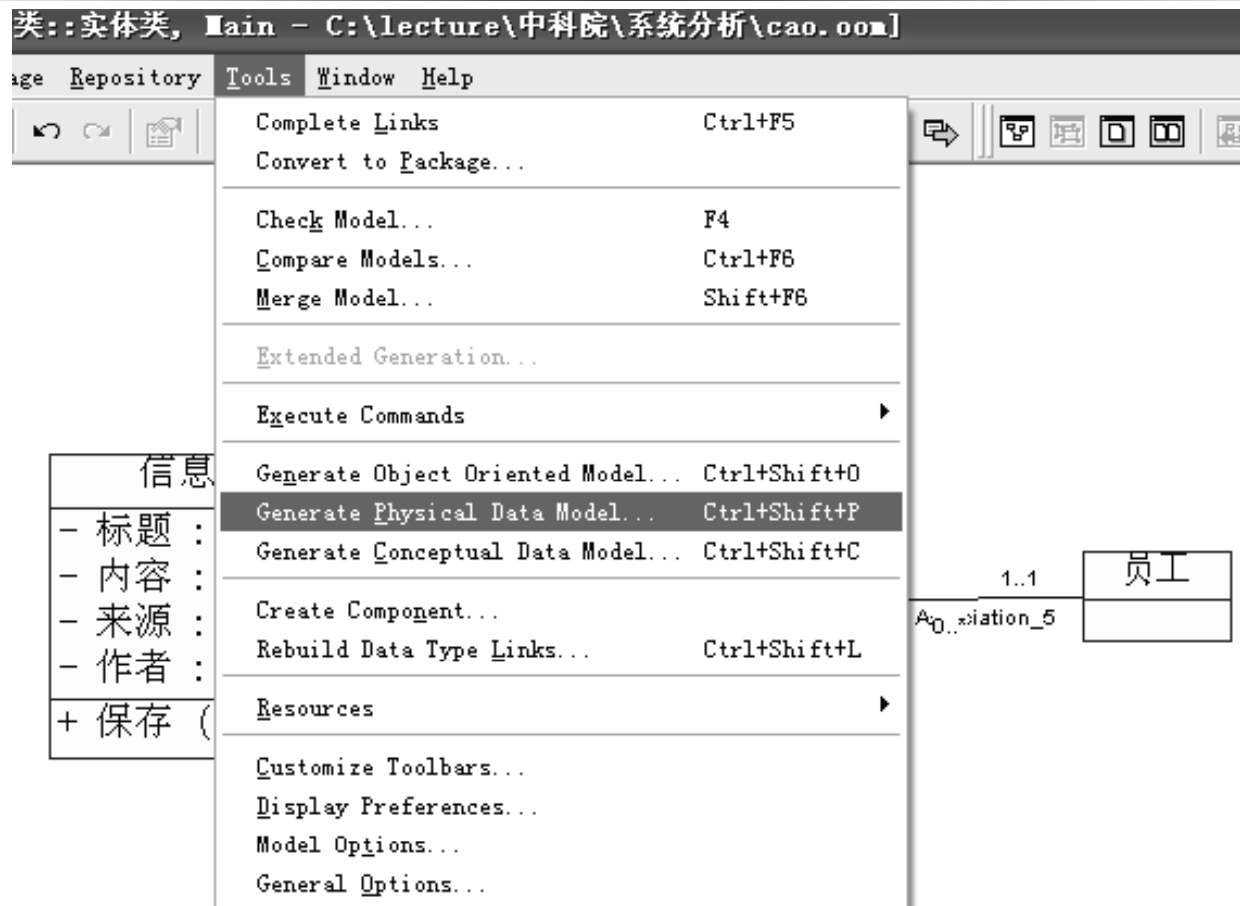 类::实体类, Main - C:\lecture\中科院\系统分析\cao.oom]
age Repository Tools Window Help
Complete Links Ctrl+F5
Convert to Package...
Check Model... F4
Compare Models... Ctrl+F6
Merge Model... Shift+F6
Extended Generation...
Execute Commands
Generate Object Oriented Model... Ctrl+Shift+O
Generate Physical Data Model... Ctrl+Shift+P
Generate Conceptual Data Model... Ctrl+Shift+C
Create Component...
Rebuild Data Type Links... Ctrl+Shift+L
Resources
Customize Toolbars...
Display Preferences...
Model Options...
General Options...
信息
- 标题 :
- 内容 :
- 来源 :
- 作者 :
+ 保存 (
1..1
0..*
iation_5
员工